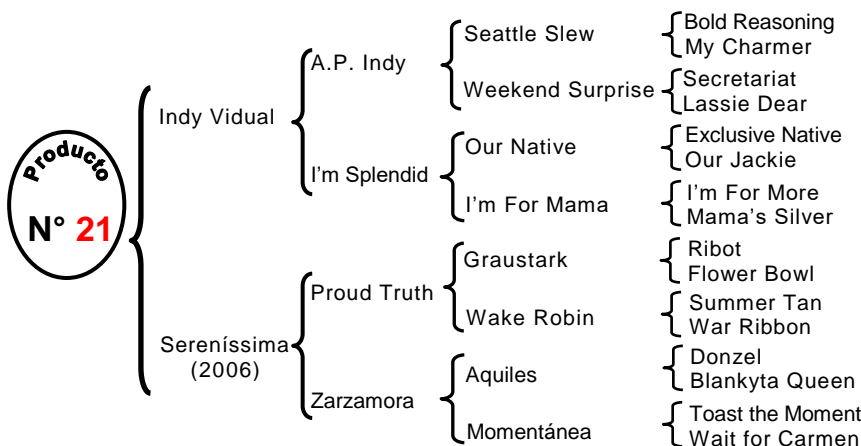 Producto
N° 21
Indy Vidual
Sereníssima
(2006)
A.P. Indy
I'm Splendid
Proud Truth
Zarzamora
Seattle Slew
Weekend Surprise
Our Native
I'm For Mama
Graustark
Wake Robin
Aquiles
Momentánea
Bold Reasoning
My Charmer
Secretariat
Lassie Dear
Exclusive Native
Our Jackie
I'm For More
Mama's Silver
Ribot
Flower Bowl
Summer Tan
War Ribbon
Donzel
Blankyta Queen
Toast the Moment
Wait for Carmen